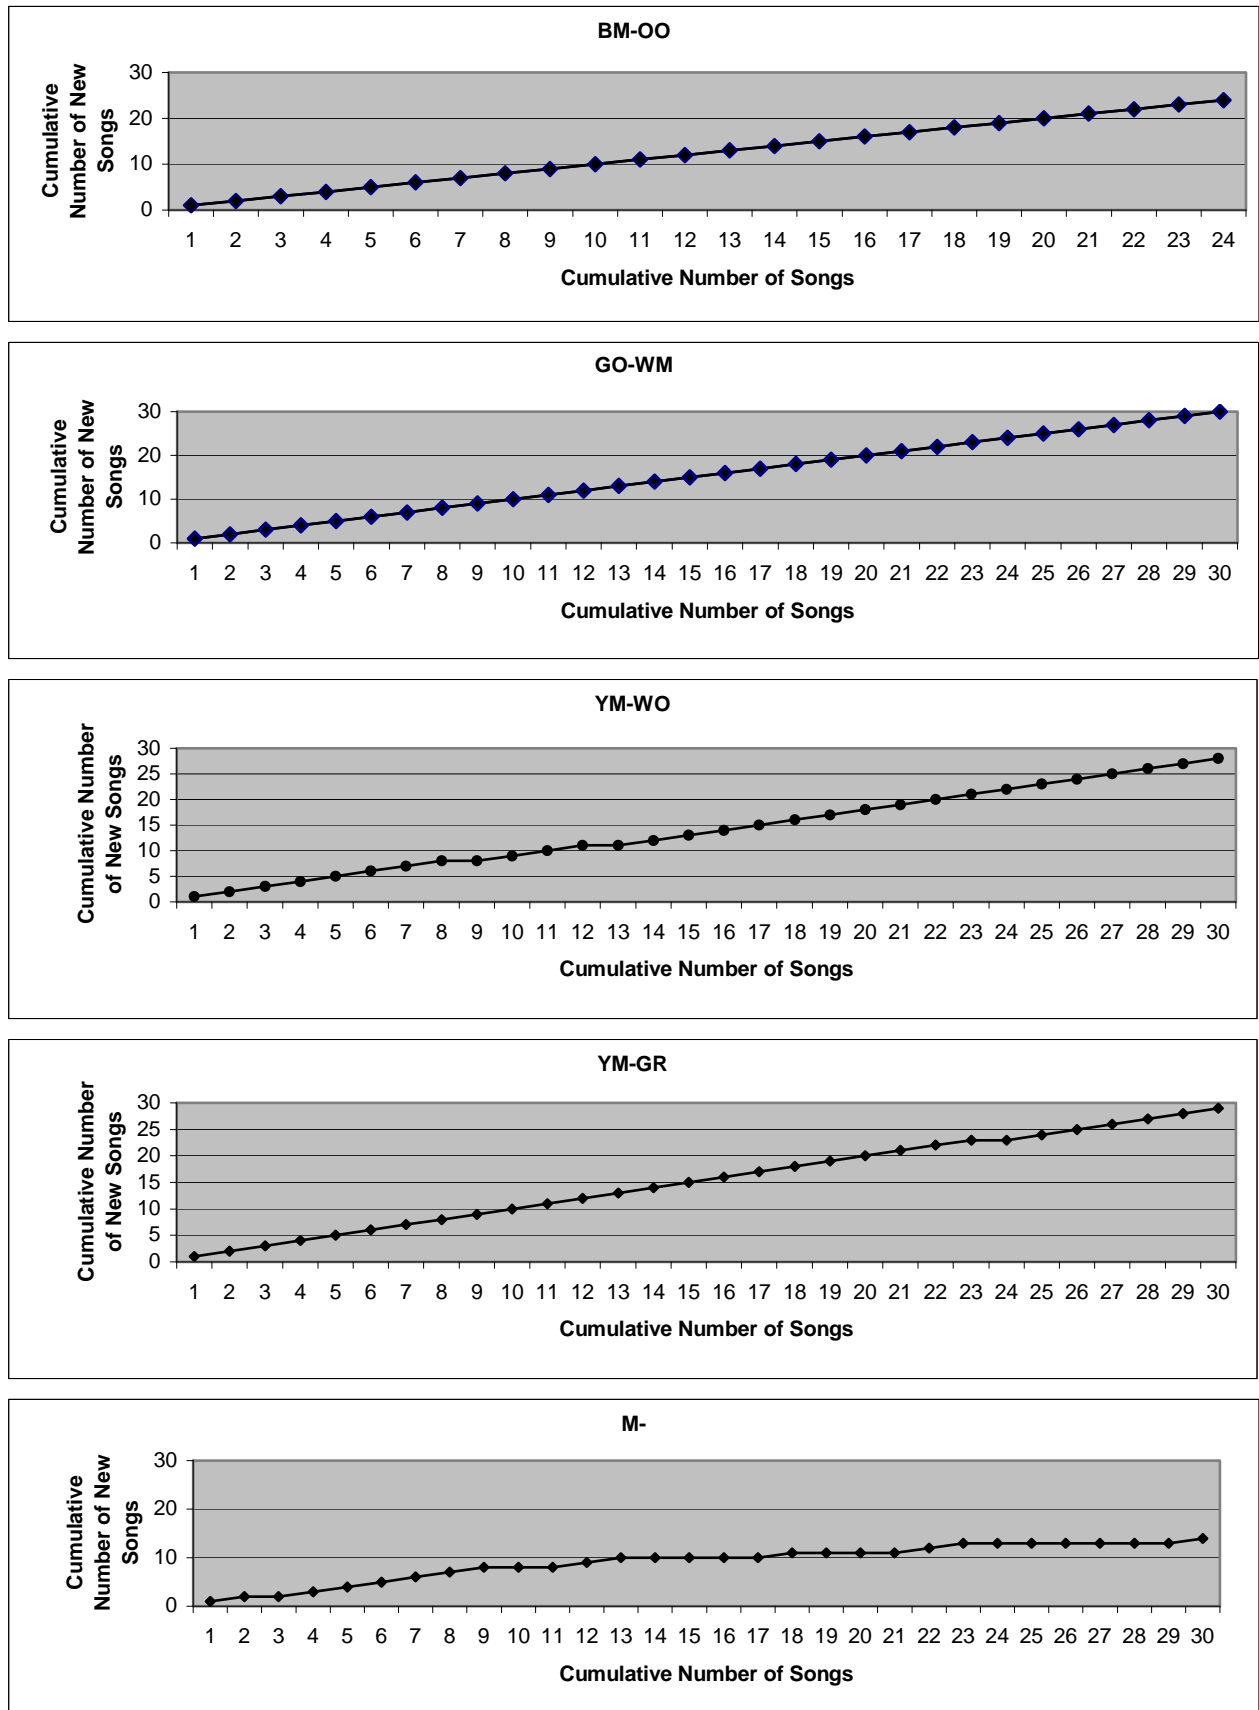 BM-OO
Cumulative
Number of New
Songs
30
20
10
0
1 2 3 4 5 6 7 8 9 10 11 12 13 14 15 16 17 18 19 20 21 22 23 24
Cumulative Number of Songs
GO-WM
Cumulative
Number of New
Songs
30
20
10
0
1 2 3 4 5 6 7 8 9 10 11 12 13 14 15 16 17 18 19 20 21 22 23 24 25 26 27 28 29 30
Cumulative Number of Songs
YM-WO
Cumulative Number
of New Songs
30
25
20
15
10
5
0
1 2 3 4 5 6 7 8 9 10 11 12 13 14 15 16 17 18 19 20 21 22 23 24 25 26 27 28 29 30
Cumulative Number of Songs
YM-GR
Cumulative Number
of New Songs
30
25
20
15
10
5
0
1 2 3 4 5 6 7 8 9 10 11 12 13 14 15 16 17 18 19 20 21 22 23 24 25 26 27 28 29 30
Cumulative Number of Songs
M-
Cumulative
Number of New
Songs
30
20
10
0
1 2 3 4 5 6 7 8 9 10 11 12 13 14 15 16 17 18 19 20 21 22 23 24 25 26 27 28 29 30
Cumulative Number of Songs